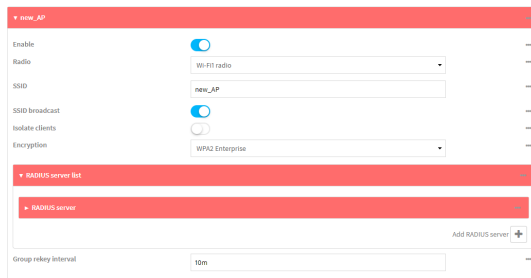 new_AP
Enable
Radio
Wi-Fi1 radio
SSID
new_AP
SSID broadcast
Isolate clients
Encryption
WPA2 Enterprise
RADIUS server list
RADIUS server
Add RADIUS server
Group rekey interval
10m